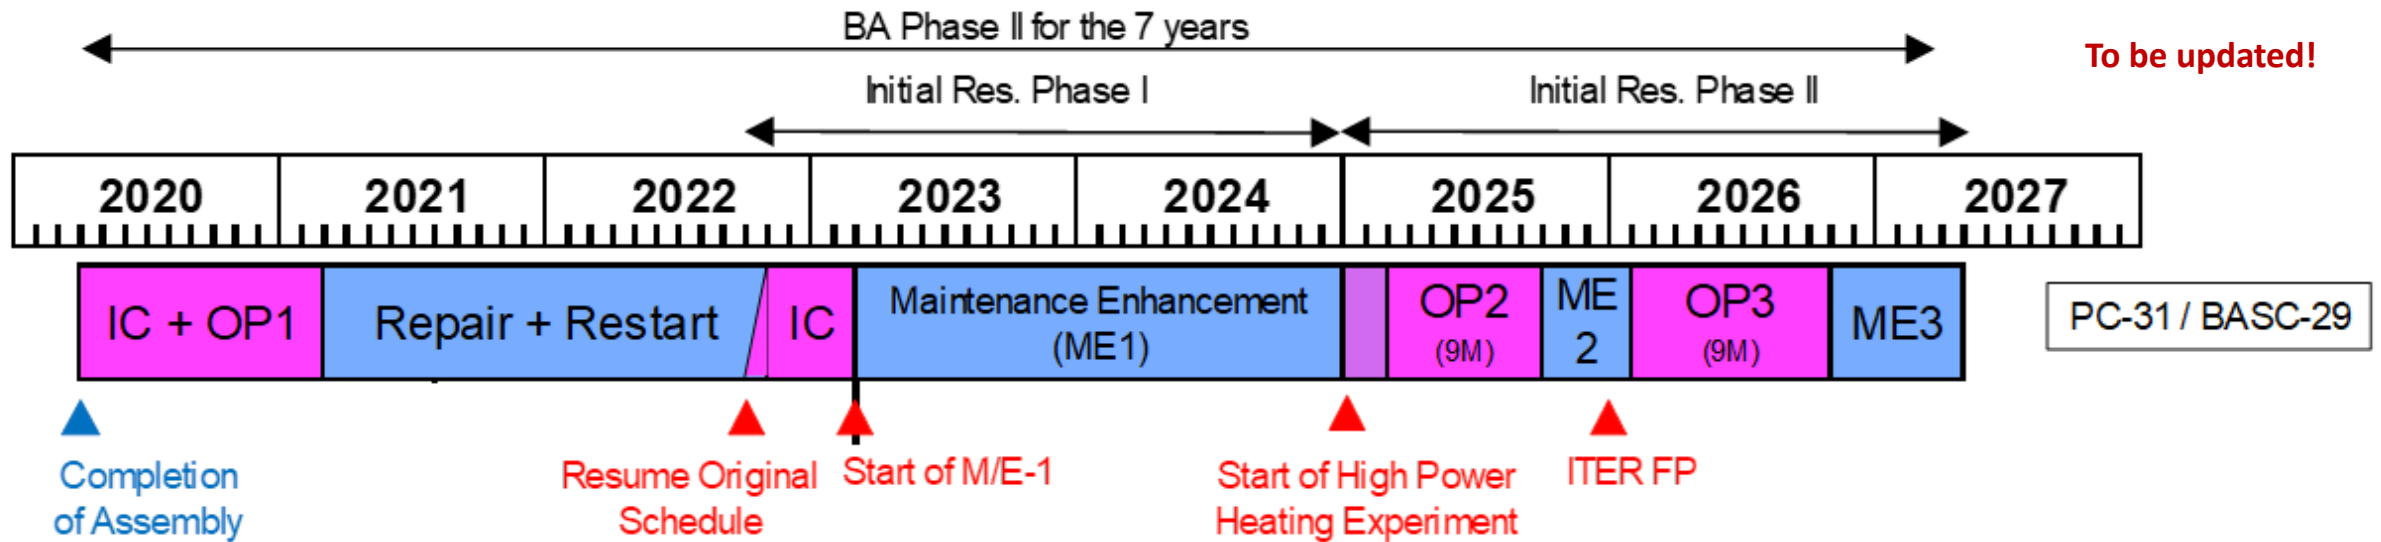 BA Phase II for the 7 years
To be updated!
Initial Res. Phase I
Initial Res. Phase II
2020
2021
2022
2023
2024
2025
2026
2027
IC + OP1
Repair + Restart
IC
Maintenance Enhancement
(ME1)
OP2
(9M)
ME
2
OP3
(9M)
ME3
PC-31 / BASC-29
Completion
of Assembly
Resume Original
Schedule
Start of M/E-1
Start of High Power
Heating Experiment
ITER FP